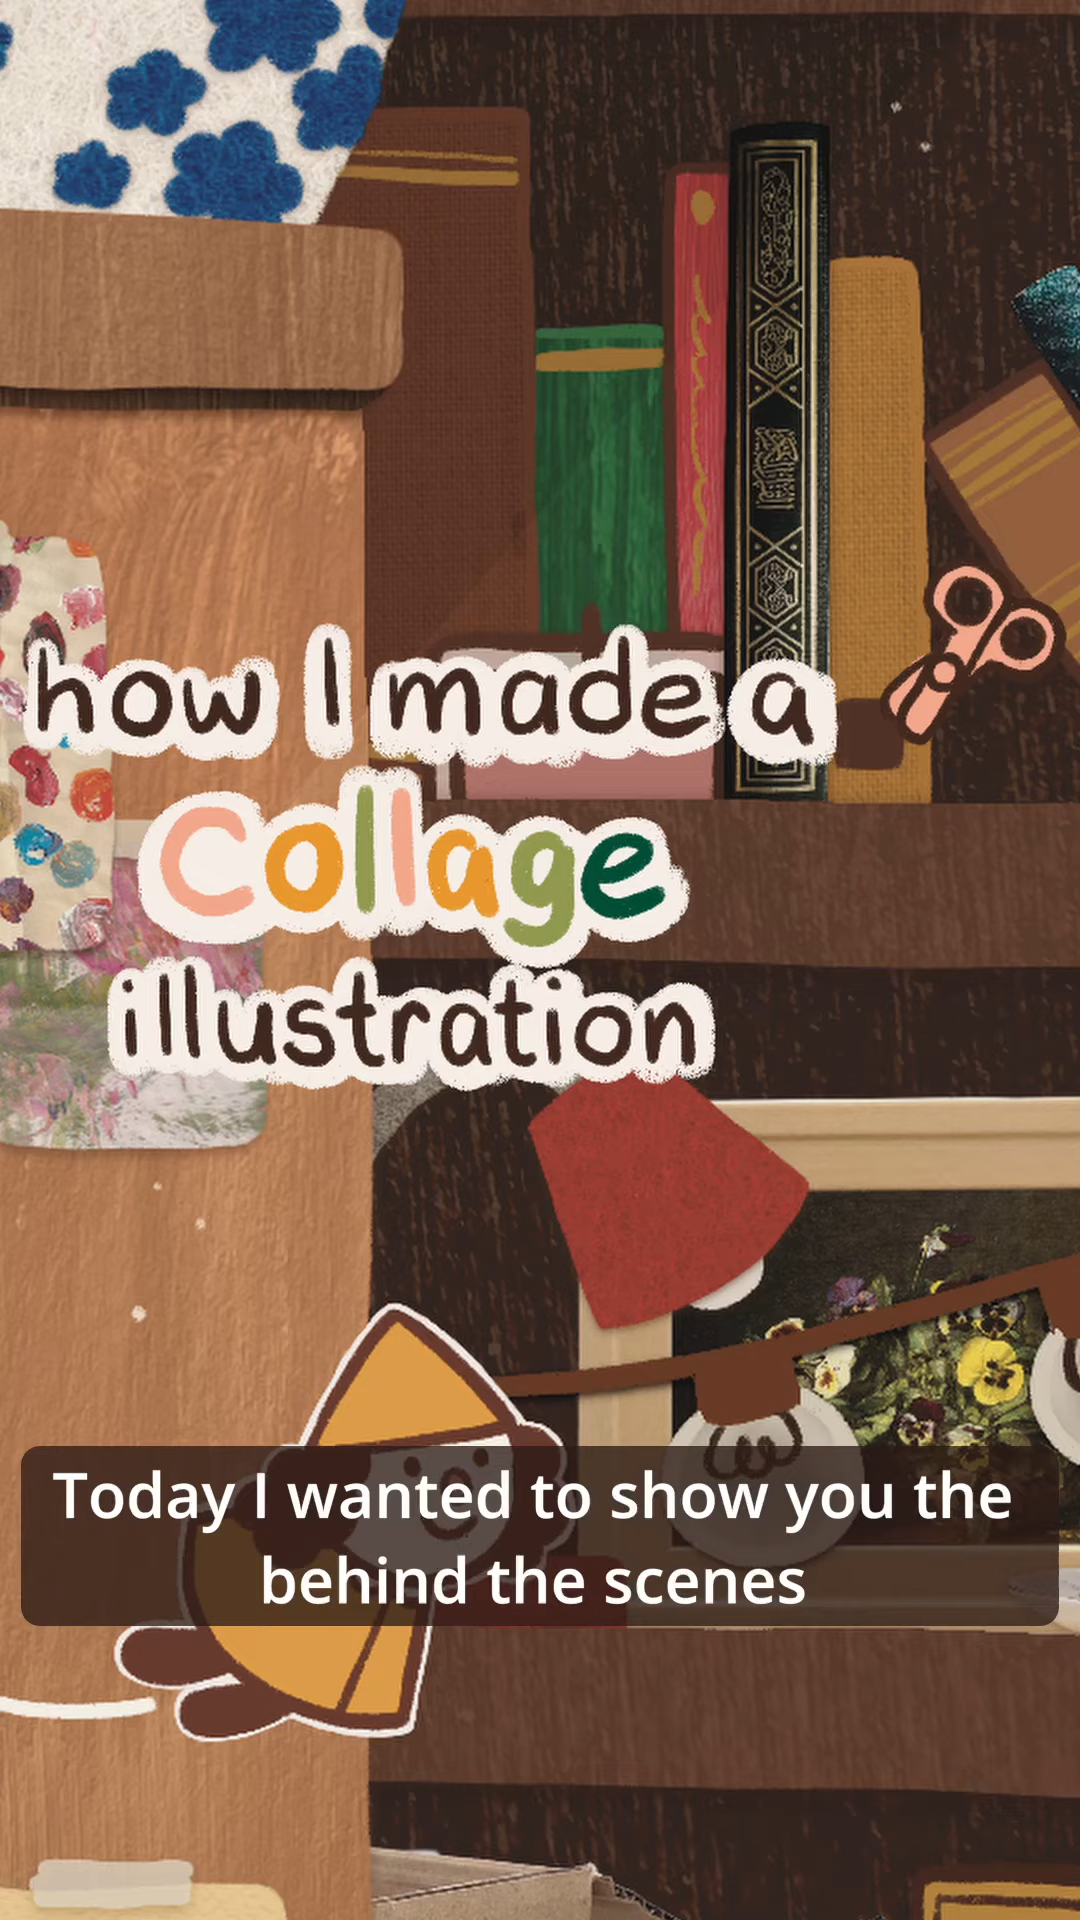 how I made a
Collage
illustration
Today I wanted to show you the
behind the scenes